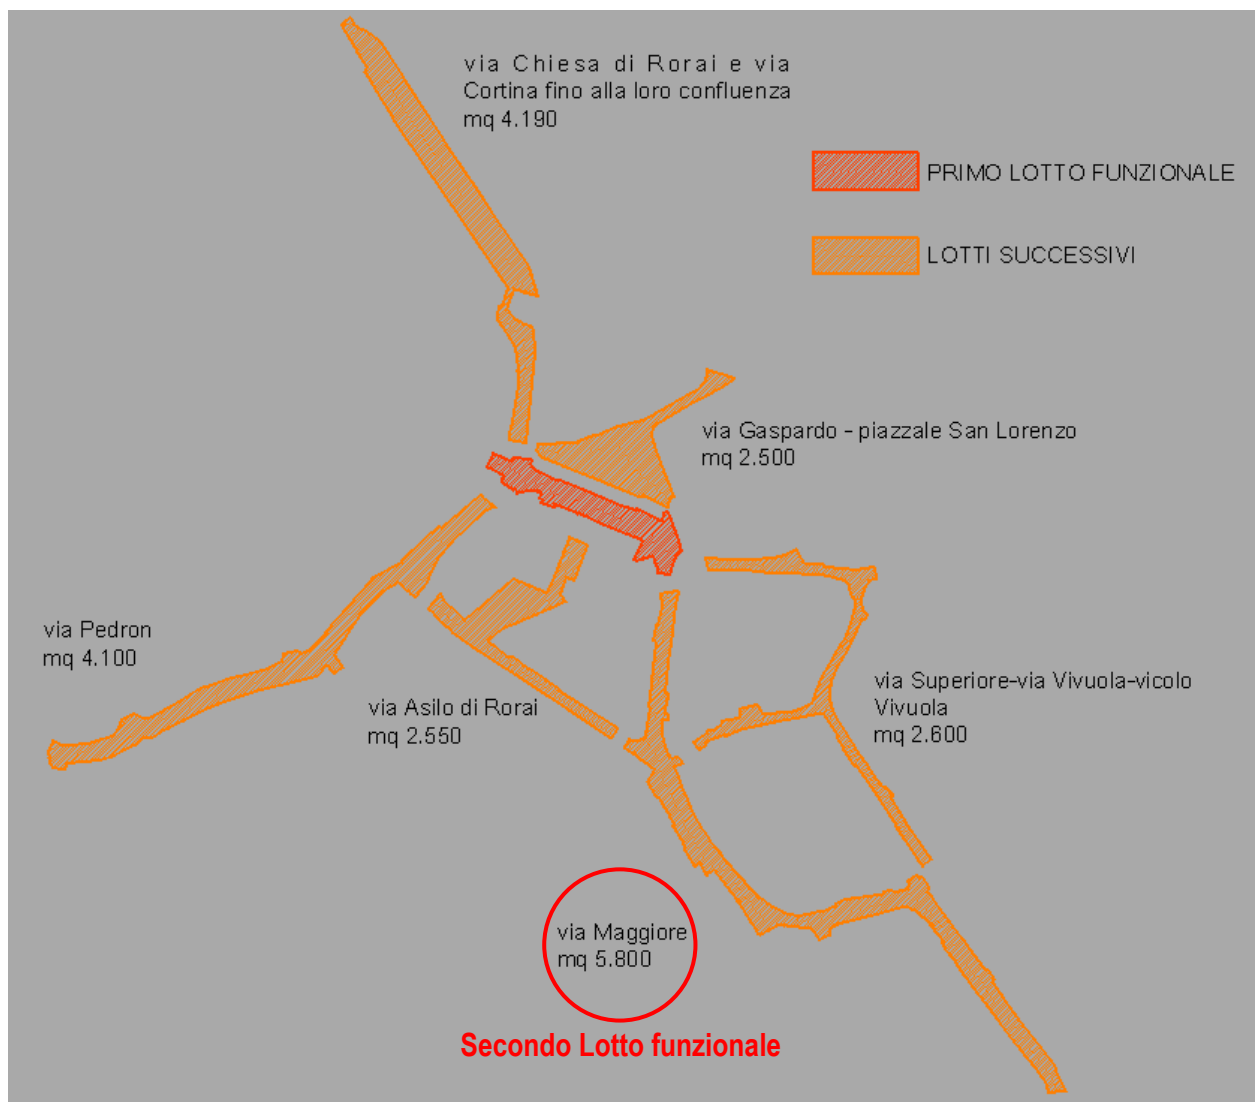 via Chiesa di Rorai e via
Cortina fino alla loro confluenza
mq 4.190
PRIMO LOTTO FUNZIONALE
LOTTI SUCCESSIVI
via Gaspardo - piazzale San Lorenzo
mq 2.500
via Pedron
mq 4.100
via Asilo di Rorai
mq 2.550
via Superiore-via Vivuola-vicolo
Vivuola
mq 2.600
via Maggiore
mq 5.800
Secondo Lotto funzionale